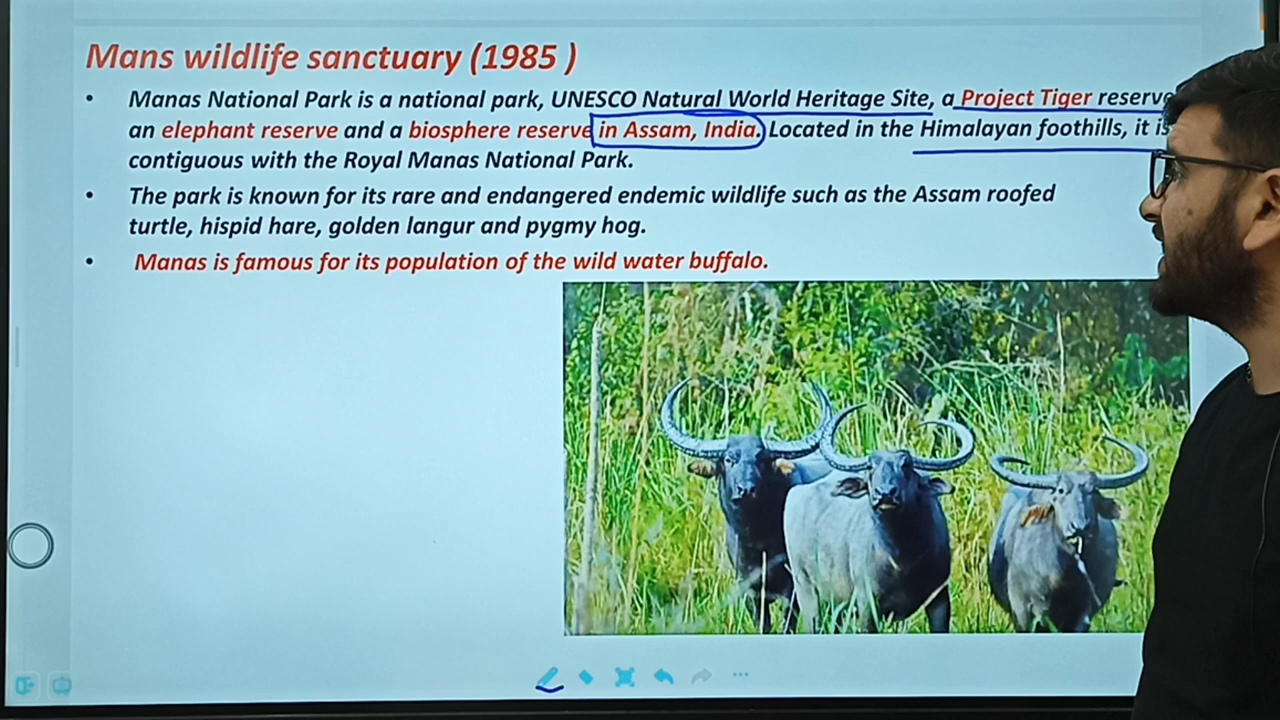 Mans wildlife sanctuary (1985 )
• Manas National Park is a national park, UNESCO Natural World Heritage Site, a Project Tiger reserve
an elephant reserve and a biosphere reserve in Assam, India. Located in the Himalayan foothills, it is
contiguous with the Royal Manas National Park.
• The park is known for its rare and endangered endemic wildlife such as the Assam roofed
turtle, hispid hare, golden langur and pygmy hog.
• Manas is famous for its population of the wild water buffalo.